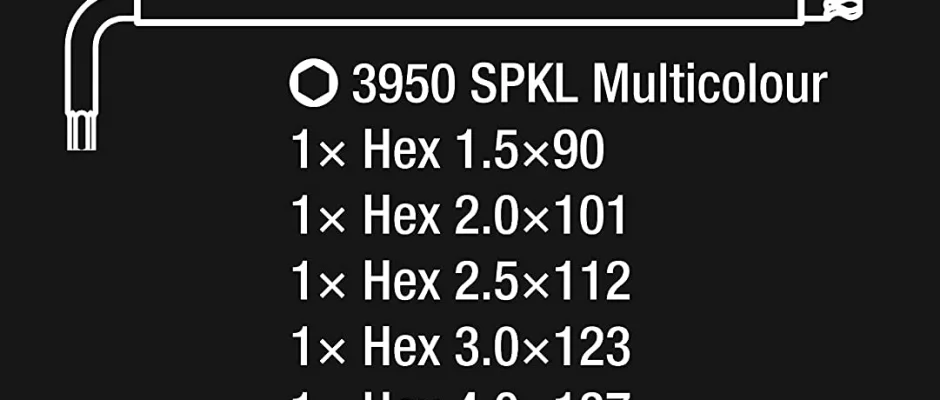 3950 SPKL Multicolour
1× Hex 1.5×90
1× Hex 2.0×101
1× Hex 2.5×112
1× Hex 3.0×123